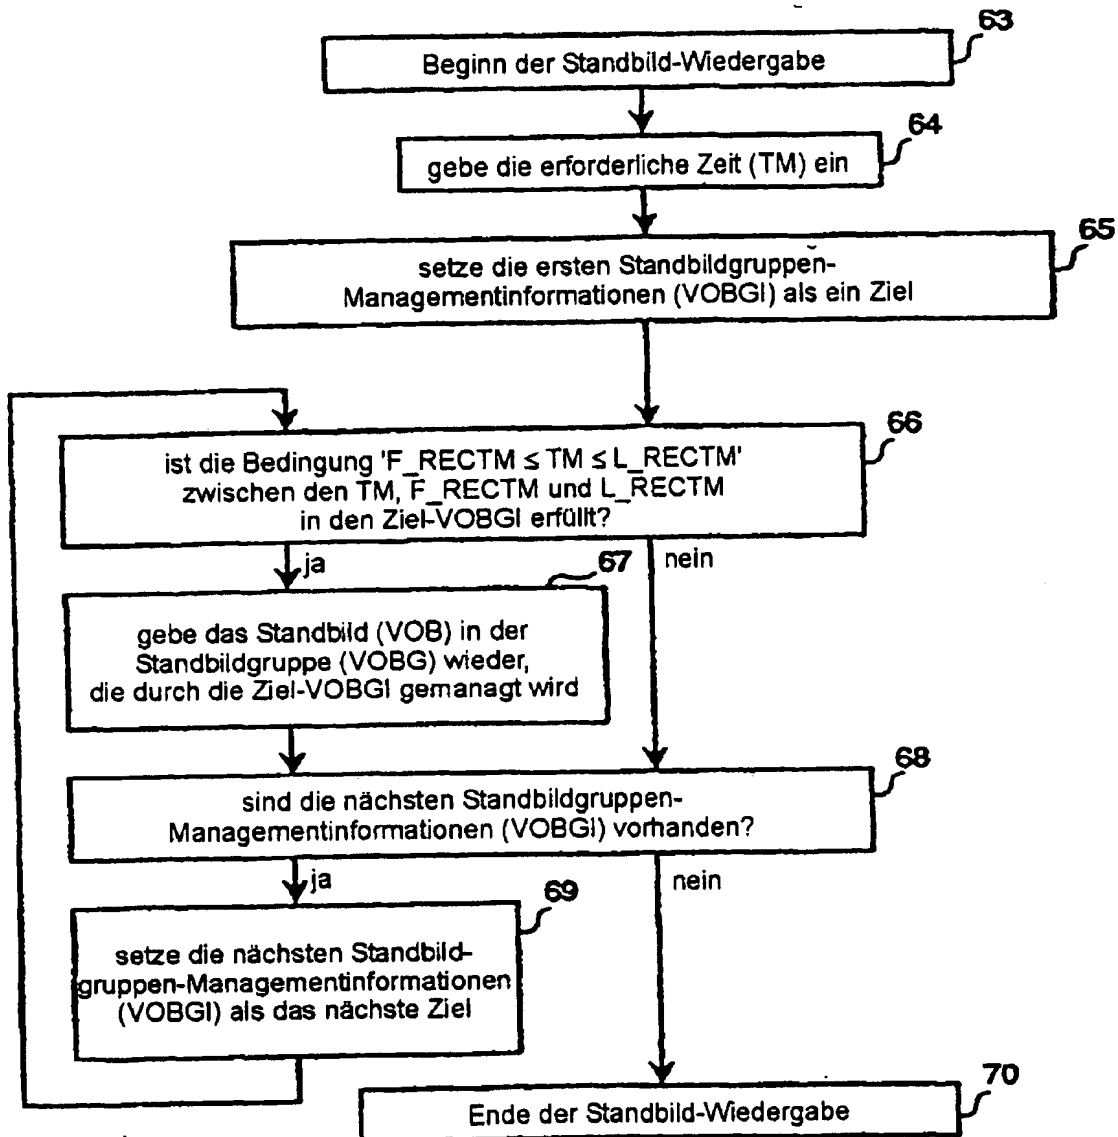 63
Beginn der Standbild-Wiedergabe
64
gebe die erforderliche Zeit (TM) ein
65
setze die ersten Standbildgruppen-
Managementinformationen (VOBGI) als ein Ziel
66
ist die Bedingung 'F_RECTM ≤ TM ≤ L_RECTM'
zwischen den TM, F_RECTM und L_RECTM
in den Ziel-VOBGI erfüllt?
ja
nein
67
gebe das Standbild (VOB) in der
Standbildgruppe (VOBG) wieder,
die durch die Ziel-VOBGI gemanagt wird
68
sind die nächsten Standbildgruppen-
Managementinformationen (VOBGI) vorhanden?
ja
nein
69
setze die nächsten Standbild-
gruppen-Managementinformationen
(VOBGI) als das nächste Ziel
70
Ende der Standbild-Wiedergabe